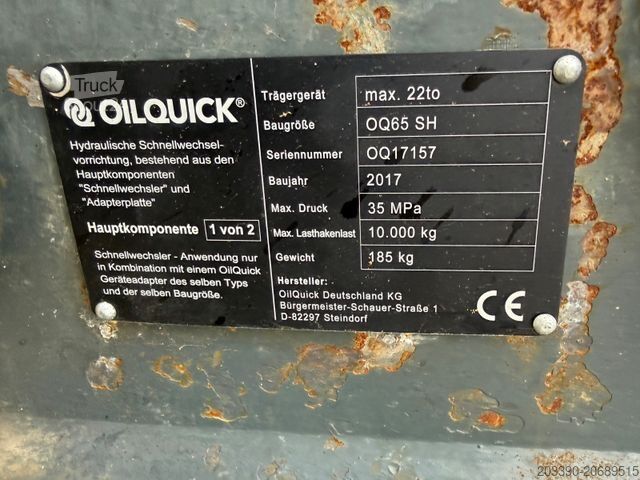 Truck
OILQUICK®
Hydraulische Schnellwechsel-
vorrichtung, bestehend aus den
Hauptkomponenten
"Schnellwechsler" und
"Adapterplatte"
Hauptkomponente 1 von 2
Schnellwechsler - Anwendung nur
in Kombination mit einem OilQuick
Geräteadapter des selben Typs
und der selben Baugröße.
Trägergerät max. 22to
Baugröße OQ65 SH
Seriennummer OQ17157
Baujahr 2017
Max. Druck 35 MPa
Max. Lasthakenlast 10.000 kg
Gewicht 185 kg
Hersteller:
OilQuick Deutschland KG
Bürgermeister-Schauer-Straße 1
D-82297 Steindorf
CE
209390-20689515